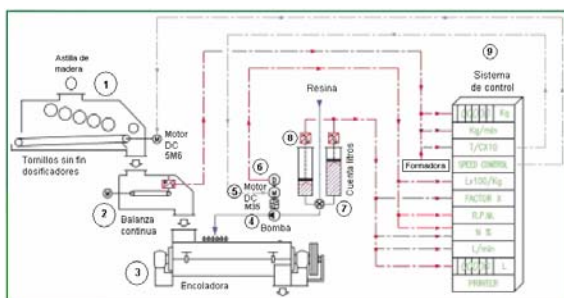 Astilla de
madera
1
Tornillos sin fin
dosificadores
Motor
DC
5M6
2
Balanza
continua
3
Encoladora
4
Bomba
5
Motor
DC
M35
6
Resina
7
Cuenta litros
8
9
Sistema
de control
Formadora
Kg
Kg/min
T/CX10
SPEED CONTROL
Lx100/Kg
FACTUR X
R.P.M.
N %
L/min
L
PRINTER